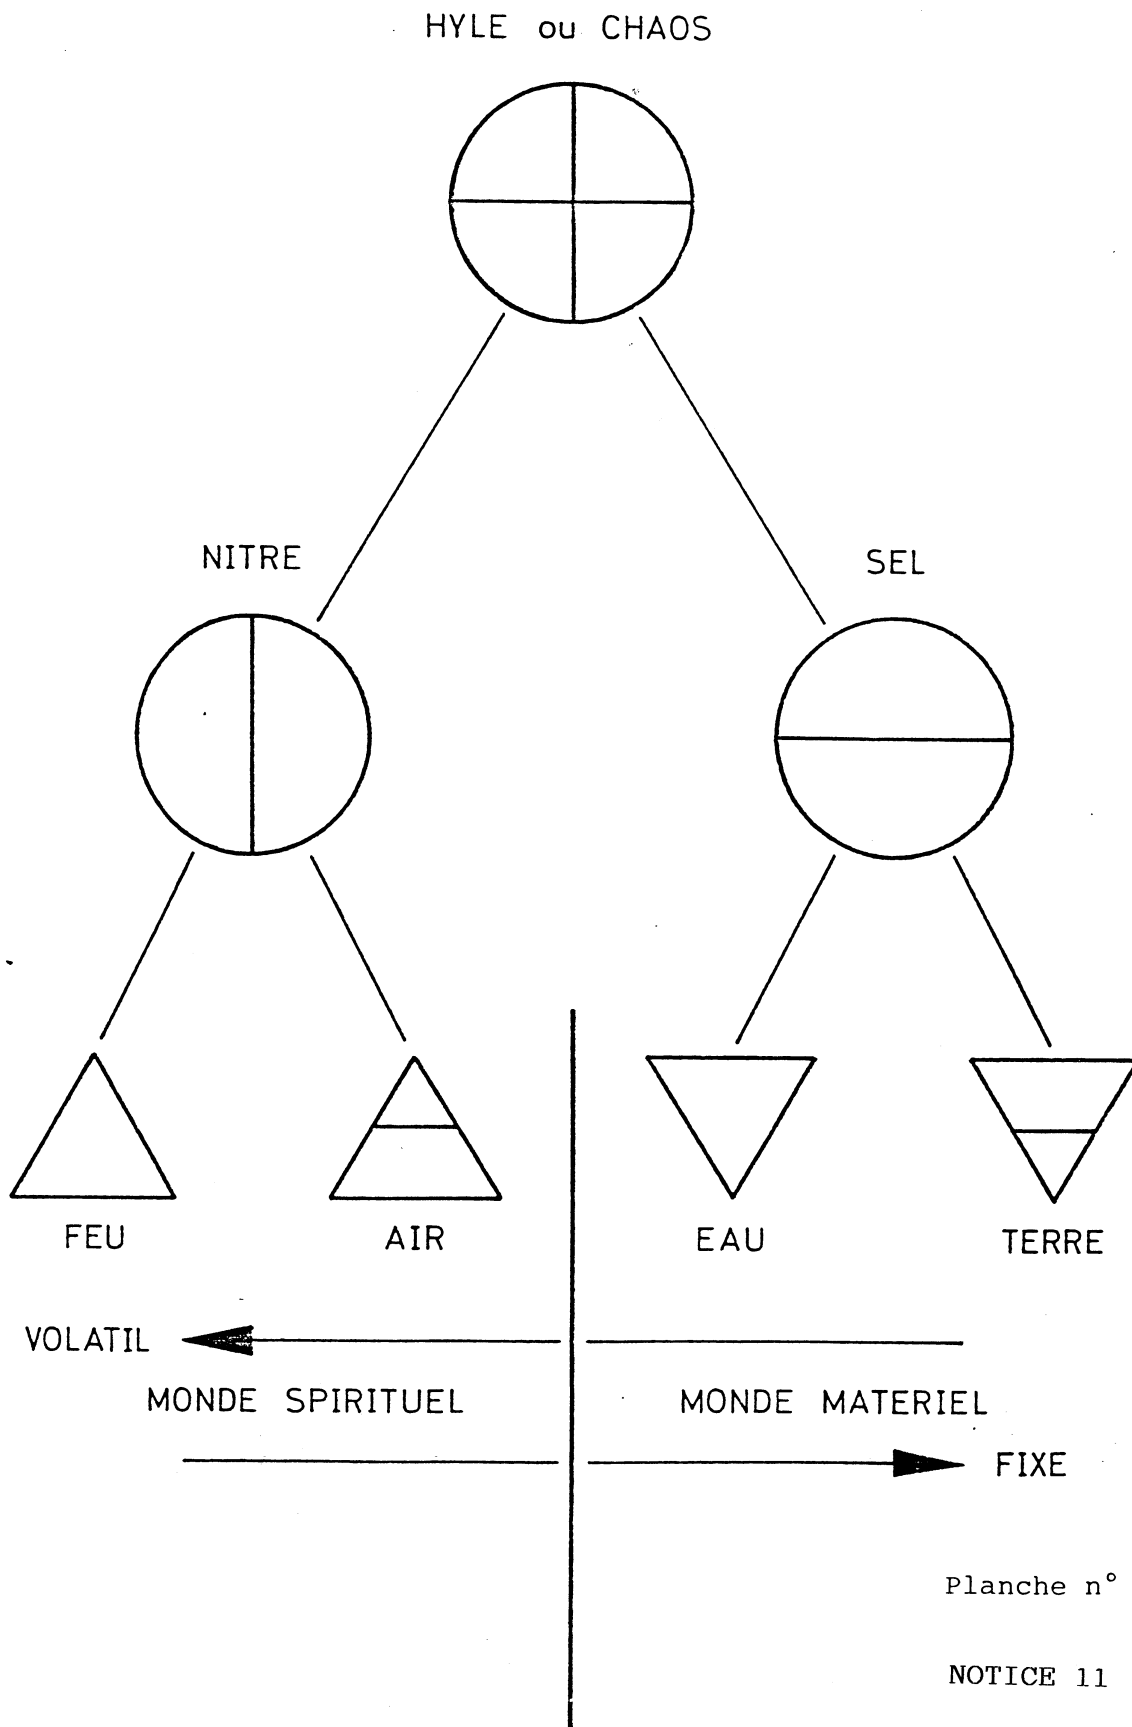 HYLE ou CHAOS
NITRE
SEL
FEU
AIR
EAU
TERRE
VOLATIL
MONDE SPIRITUEL
MONDE MATERIEL
FIXE
Planche n°
NOTICE 11